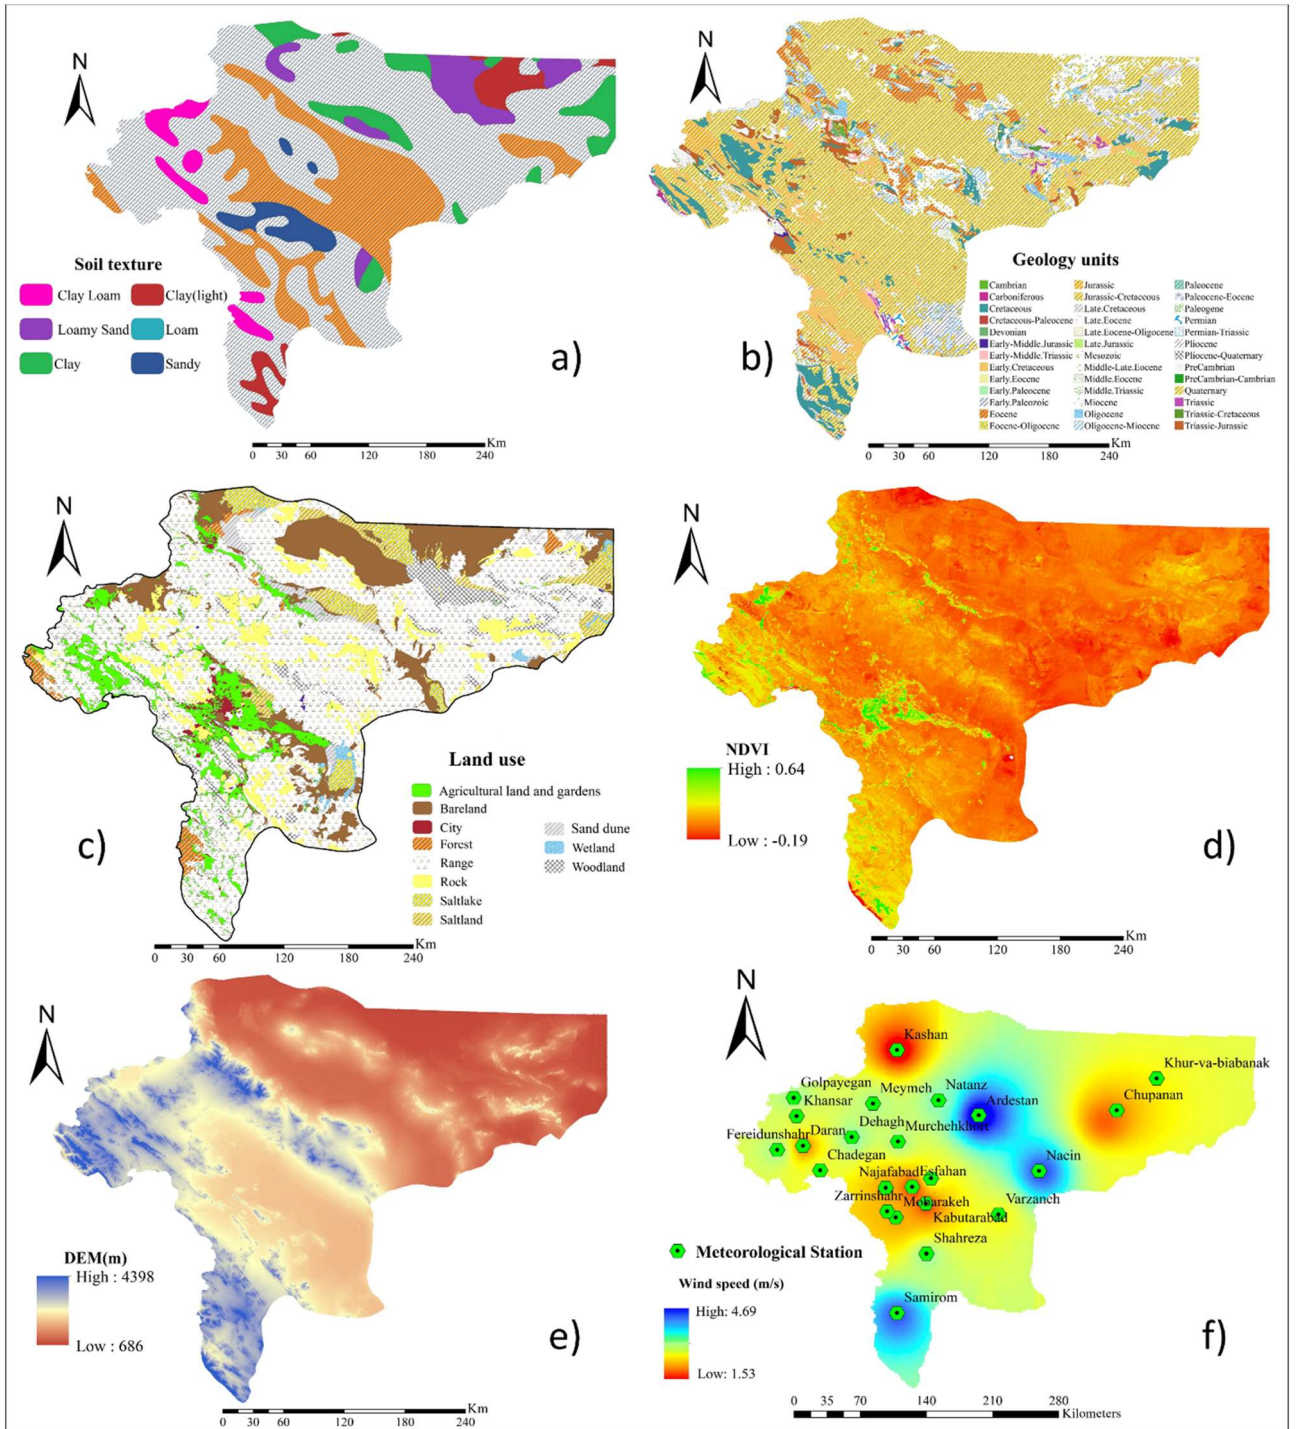 N
Soil texture
Clay Loam Clay(light)
Loamy Sand Loam
Clay Sandy
a)
Km
0 30 60 120 180 240
N
Geology units
Cambrian Jurassic Paleocene
Carboniferous Jurassic-Cretaceous Paleocene-Eocene
Cretaceous Late.Cretaceous Paleogene
Cretaceous-Paleocene Late.Eocene Permian
Devonian Late.Eocene-Oligocene Permian-Triassic
Early-Middle.Jurassic Late.Jurassic Pliocene
Early-Middle.Triassic Mesozoic Pliocene-Quaternary
Early.Cretaceous Middle-Late.Eocene PreCambrian
Early.Eocene Middle.Eocene PreCambrian-Cambrian
Early.Paleocene Middle.Triassic Quaternary
Early.Paleozoic Miocene Triassic
Eocene Oligocene Triassic-Cretaceous
Eocene-Oligocene Oligocene-Miocene Triassic-Jurassic
b)
Km
0 30 60 120 180 240
N
Land use
Agricultural land and gardens
Bareland
City Sand dune
Forest Wetland
Range Woodland
Rock
Saltlake
Saltland
c)
Km
0 30 60 120 180 240
N
NDVI
High : 0.64
Low : -0.19
d)
Km
0 30 60 120 180 240
N
DEM(m)
High : 4398
Low : 686
e)
Km
0 30 60 120 180 240
N
Kashan
Khur-va-biabanak
Golpayegan Meymeh Natanz Ardestan Chupanan
Khansar
Dehagh Murchehkhort
Fereidunshahr Daran
Chadegan Naein
Najafabad Esfahan
Zarrinshahr Mobarakeh Varzaneh
Kabutarabad
Shahreza
Meteorological Station
Wind speed (m/s)
Samirom
High: 4.69
Low: 1.53
f)
0 35 70 140 210 280
Kilometers